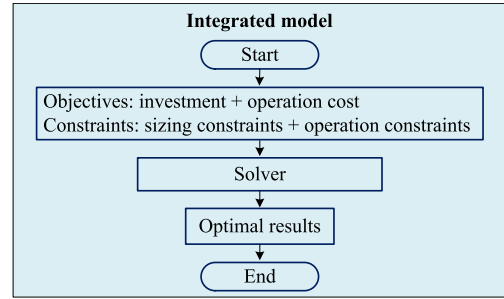 Integrated model
Start
Objectives: investment + operation cost
Constraints: sizing constraints + operation constraints
Solver
Optimal results
End